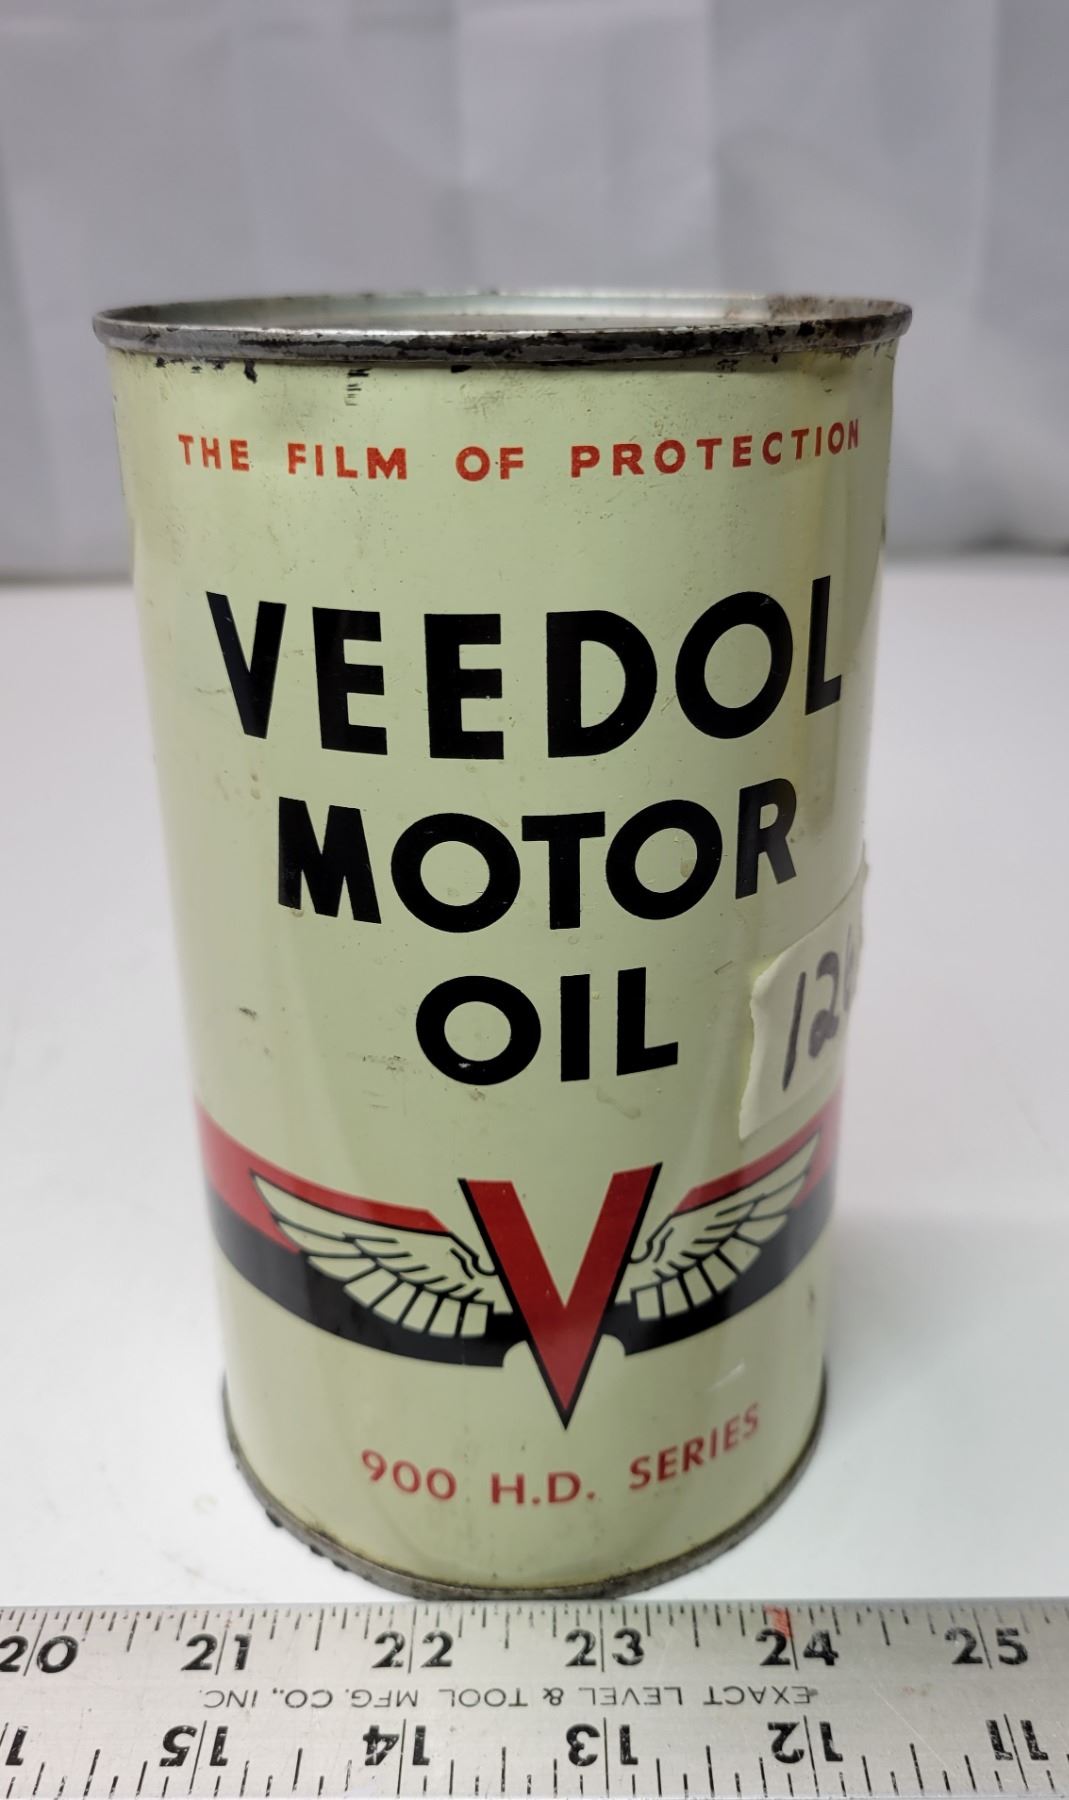 THE FILM OF PROTECTION
VEEDOL
MOTOR
OIL
V
900 H.D. SERIES
20 21 22 23 24 25
EXACT LEVEL & TOOL MFG. CO., INC.
15 14 13 12 11